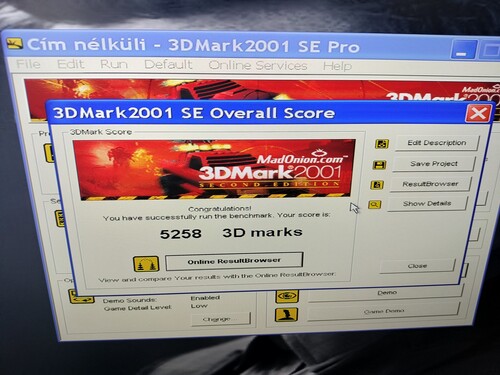 Cím nélküli - 3DMark2001 SE Pro
File Edit Run Default Online Services Help
3DMark2001 SE Overall Score
3DMark Score
MadOnion.com
3DMark2001
SECOND EDITION
Congratulations!
You have successfully run the benchmark. Your score is:
5258 3D marks
Online ResultBrowser
View and compare Your results with the Online ResultBrowser.
Edit Description
Save Project
ResultBrowser
Show Details
Close
Demo Sounds: Enabled
Game Detail Level: Low
Change...
Demo
Game Demo